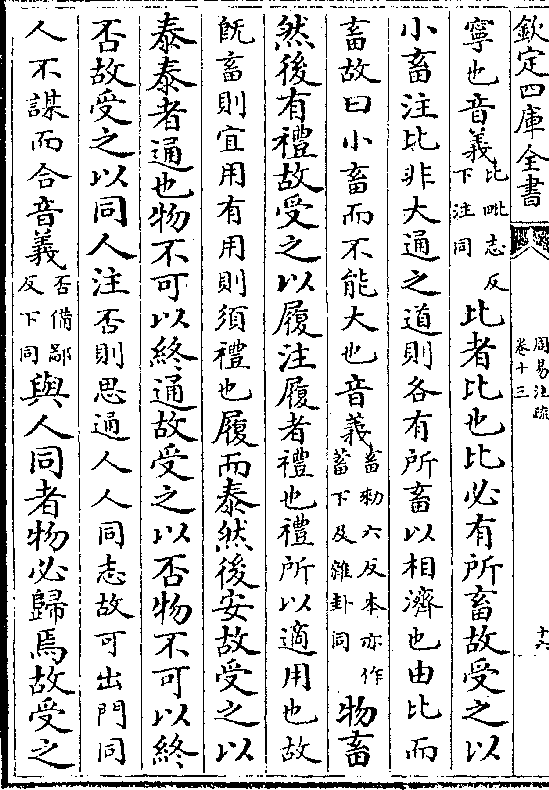 欽定四庫全書
周易注疏
卷十三
十六
寧也音義比毗志反下注同比者比也比必有所畜故受之以
小畜注比非大通之道則各有所畜以相濟也由比而
畜故曰小畜而不能大也音義畜勑六反本亦作蓄下及雜卦同物畜
然後有禮故受之以履注履者禮也禮所以適用也故
旣畜則宜用有用則須禮也履而泰然後安故受之以
泰泰者通也物不可以終通故受之以否物不可以終
否故受之以同人注否則思通人人同志故可出門同
人不謀而合音義否備鄙反下同與人同者物必歸焉故受之